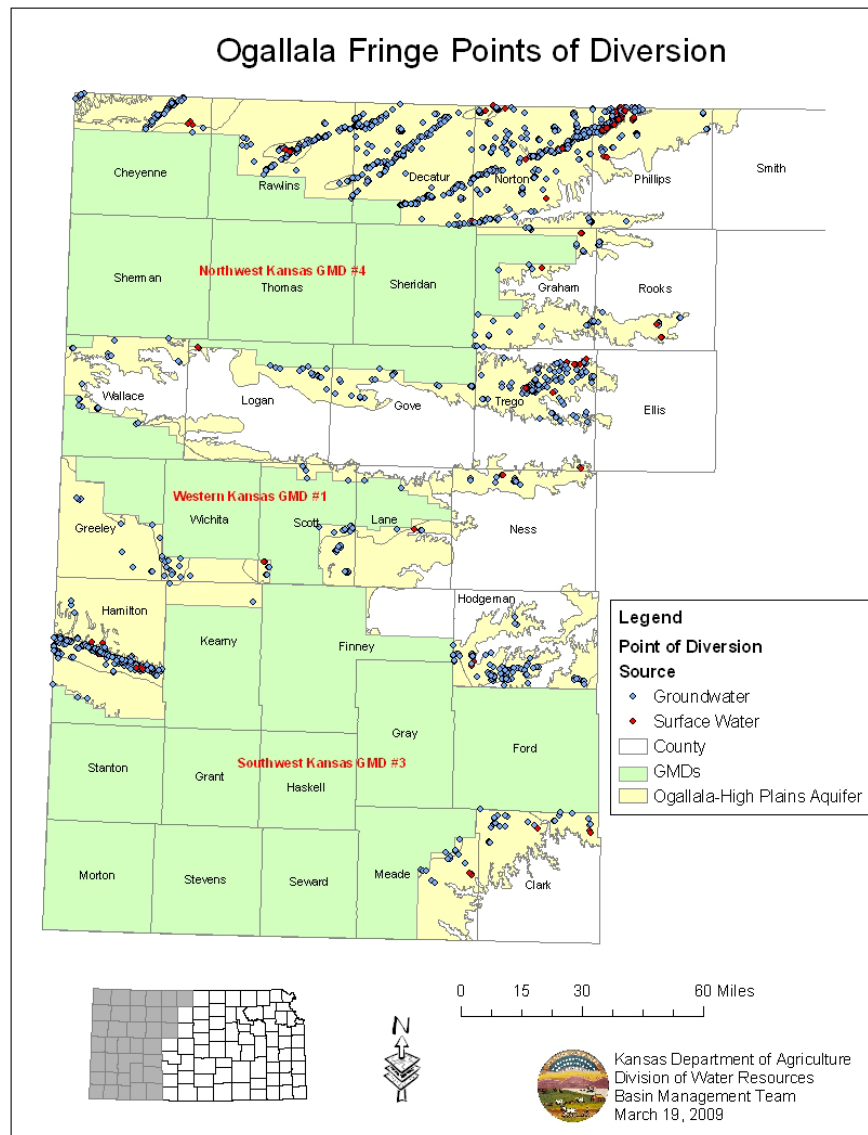 Ogallala Fringe Points of Diversion
Cheyenne
Rawlins
Decatur
Norton
Phillips
Smith
Sherman
Northwest Kansas GMD #4
Thomas
Sheridan
Graham
Rooks
Wallace
Logan
Gove
Trego
Ellis
Western Kansas GMD #1
Greeley
Wichita
Scott
Lane
Ness
Hamilton
Kearny
Finney
Hodgeman
Gray
Ford
Stanton
Grant
Southwest Kansas GMD #3
Haskell
Morton
Stevens
Seward
Meade
Clark
Legend
Point of Diversion
Source
Groundwater
Surface Water
County
GMDs
Ogallala-High Plains Aquifer
0 15 30 60 Miles
N
Kansas Department of Agriculture
Division of Water Resources
Basin Management Team
March 19, 2009